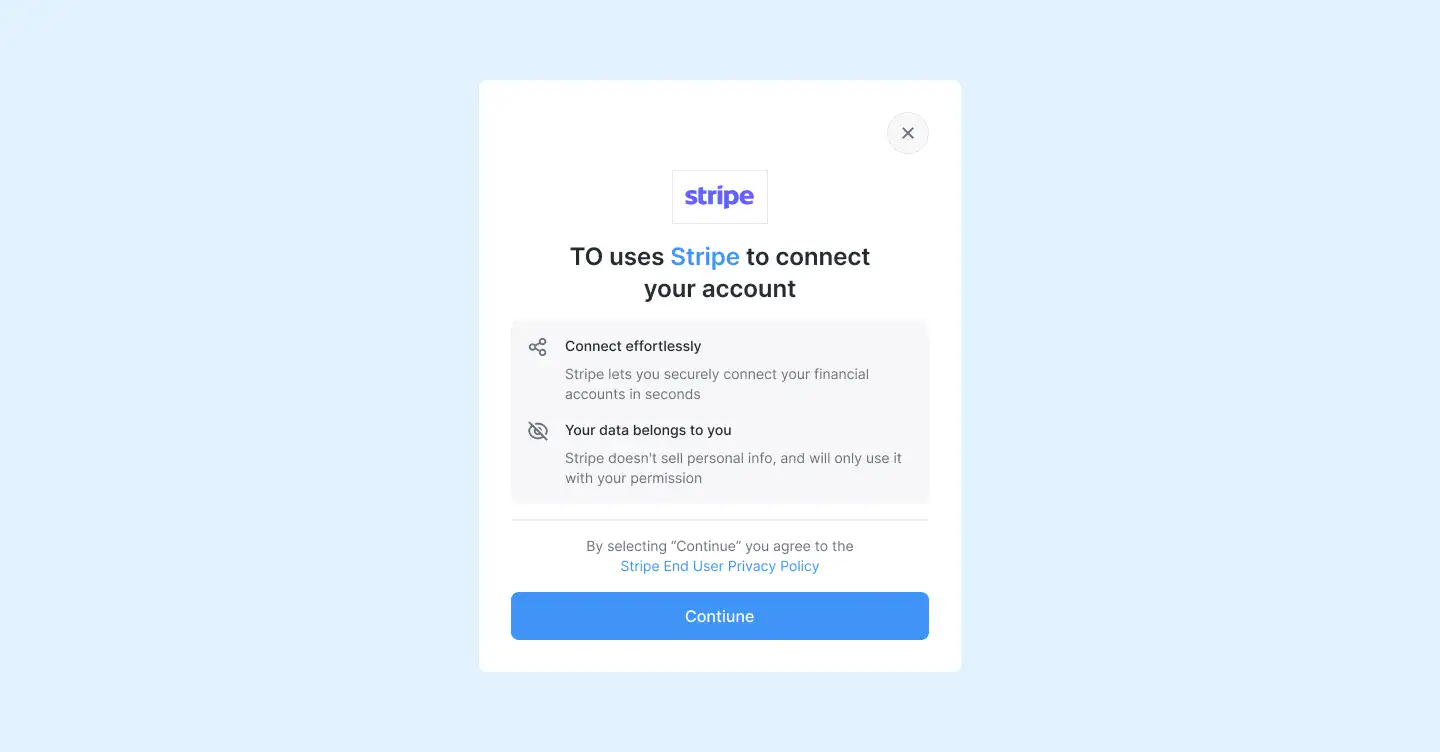 stripe
TO uses Stripe to connect
your account
Connect effortlessly
Stripe lets you securely connect your financial
accounts in seconds
Your data belongs to you
Stripe doesn't sell personal info, and will only use it
with your permission
By selecting “Continue” you agree to the
Stripe End User Privacy Policy
Contiune